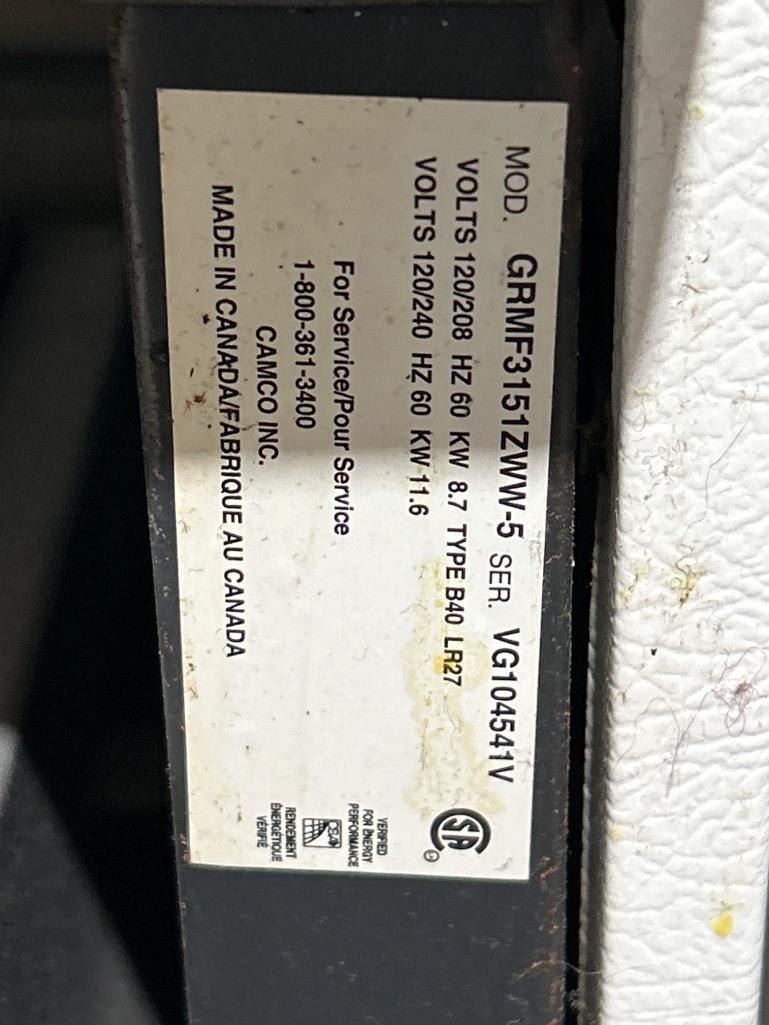 MOD. GRMF3151ZWW-5 SER. VG104541V
VOLTS 120/208 HZ 60 KW 8.7 TYPE B40 LR27
VOLTS 120/240 HZ 60 KW 11.6
For Service/Pour Service
1-800-361-3400
CAMCO INC.
MADE IN CANADA/FABRIQUE AU CANADA
VERIFIED
FOR ENERGY
PERFORMANCE
RENDEMENT
ÉNERGÉTIQUE
VÉRIFIÉ